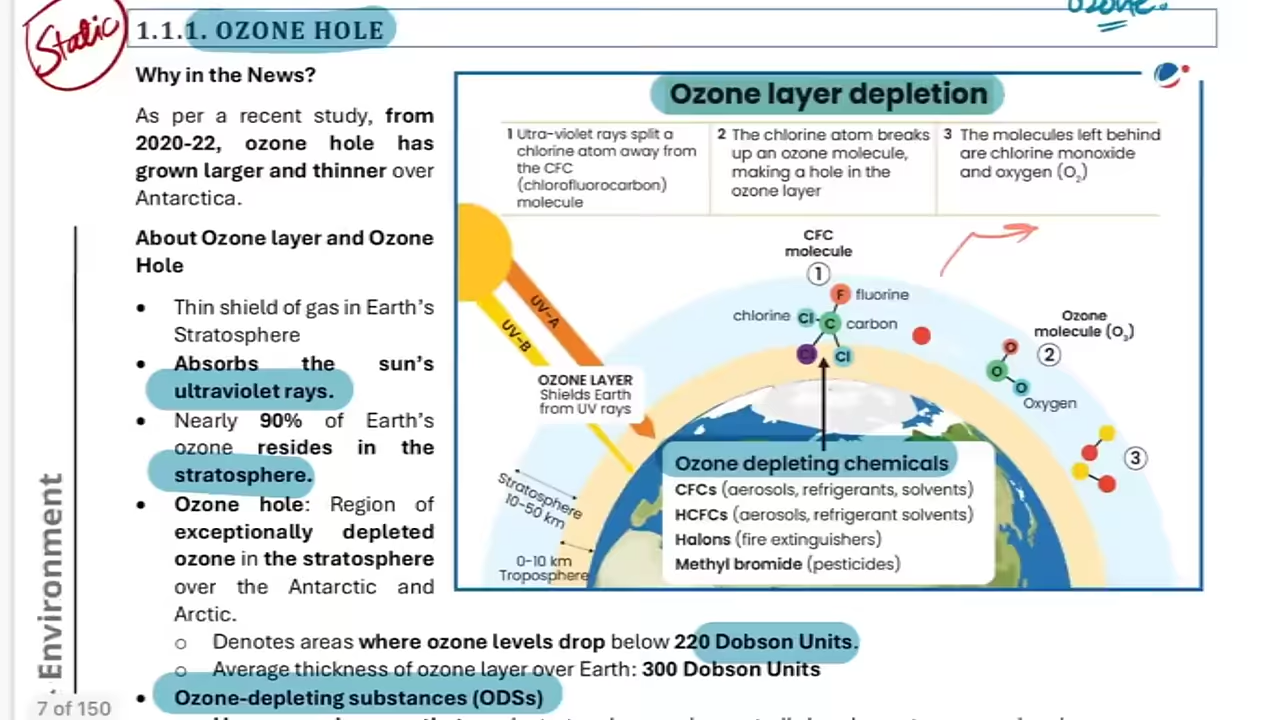 ozone.
Static
1.1.1. OZONE HOLE
Why in the News?
As per a recent study, from
2020-22, ozone hole has
grown larger and thinner over
Antarctica.
About Ozone layer and Ozone
Hole
• Thin shield of gas in Earth's
Stratosphere
• Absorbs the sun's
ultraviolet rays.
• Nearly 90% of Earth's
ozone resides in the
stratosphere.
• Ozone hole: Region of
exceptionally depleted
ozone in the stratosphere
over the Antarctic and
Arctic.
o Denotes areas where ozone levels drop below 220 Dobson Units.
o Average thickness of ozone layer over Earth: 300 Dobson Units
• Ozone-depleting substances (ODSs)
Ozone layer depletion
1 Utra-violet rays split a
chlorine atom away from
the CFC
(chlorofluorocarbon)
molecule
2 The chlorine atom breaks
up an ozone molecule,
making a hole in the
ozone layer
3 The molecules left behind
are chlorine monoxide
and oxygen (O₂)
CFC
molecule
1
F fluorine
chlorine Cl C carbon
Cl Cl
UV-A
UV-B
OZONE LAYER
Shields Earth
from UV rays
Ozone
molecule (O₃)
2
O
O
O
Oxygen
3
Stratosphere
10-50 km
0-10 km
Troposphere
Ozone depleting chemicals
CFCs (aerosols, refrigerants, solvents)
HCFCs (aerosols, refrigerant solvents)
Halons (fire extinguishers)
Methyl bromide (pesticides)
Environment
7 of 150